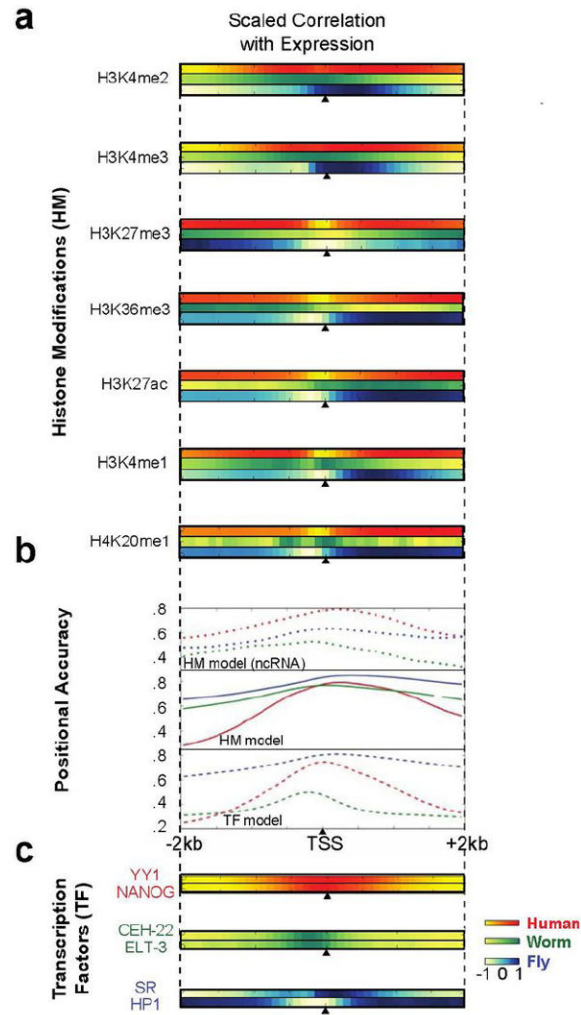 a
Scaled Correlation
with Expression
Histone Modifications (HM)
H3K4me2
H3K4me3
H3K27me3
H3K36me3
H3K27ac
H3K4me1
H4K20me1
b
Positional Accuracy
.8
.6
.4
HM model (ncRNA)
.8
.6
.4
HM model
.8
.6
.4
.2
TF model
-2kb TSS +2kb
c
Transcription
Factors (TF)
YY1
NANOG
CEH-22
ELT-3
SR
HP1
Human
Worm
Fly
-1 0 1